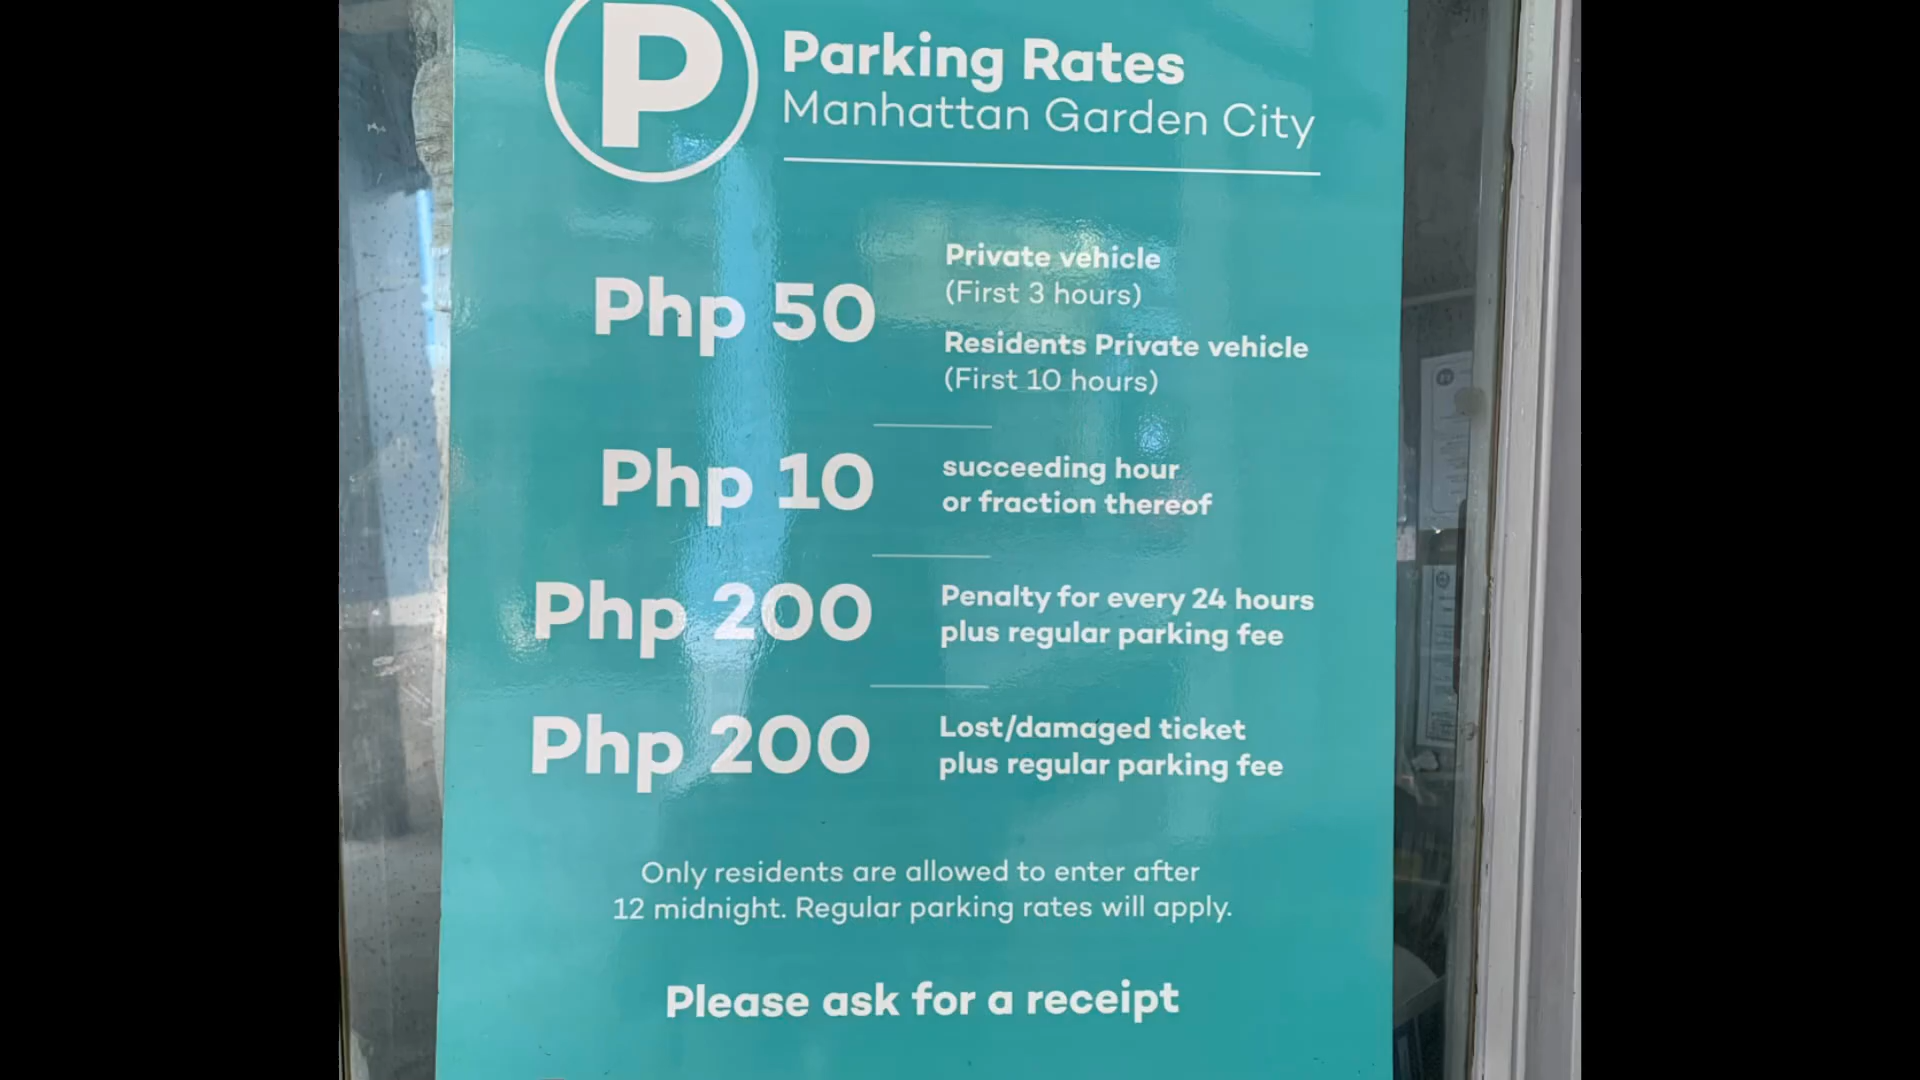 P
Parking Rates
Manhattan Garden City
Php 50
Private vehicle
(First 3 hours)
Residents Private vehicle
(First 10 hours)
Php 10
succeeding hour
or fraction thereof
Php 200
Penalty for every 24 hours
plus regular parking fee
Php 200
Lost/damaged ticket
plus regular parking fee
Only residents are allowed to enter after
12 midnight. Regular parking rates will apply.
Please ask for a receipt